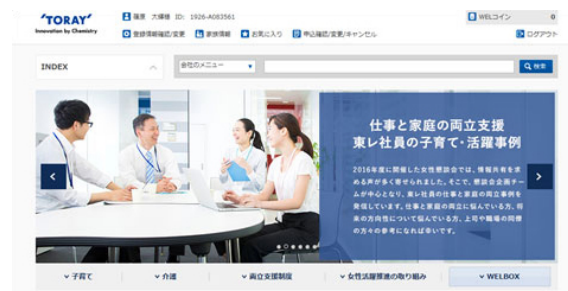 'TORAY'
Innovation by Chemistry
ID: 1926-A083561
WELコイン 0
登録情報確認/変更 家族情報 お気に入り 申込確認/変更/キャンセル
ログアウト
INDEX
会社のメニュー
検索
仕事と家庭の両立支援
東レ社員の子育て・活躍事例
2016年度に開催した女性懇談会では、情報共有を求
める声が多く寄せられました。そこで、懇談会企画チー
ムが中心となり、東レ社員の仕事と家庭の両立事例を
発信しています。仕事と家庭の両立に悩んでいる方、将
来の方向性について悩んでいる方、上司や職場の同僚
の方々の参考になれば幸いです。
子育て
介護
両立支援制度
女性活躍推進の取り組み
WELBOX